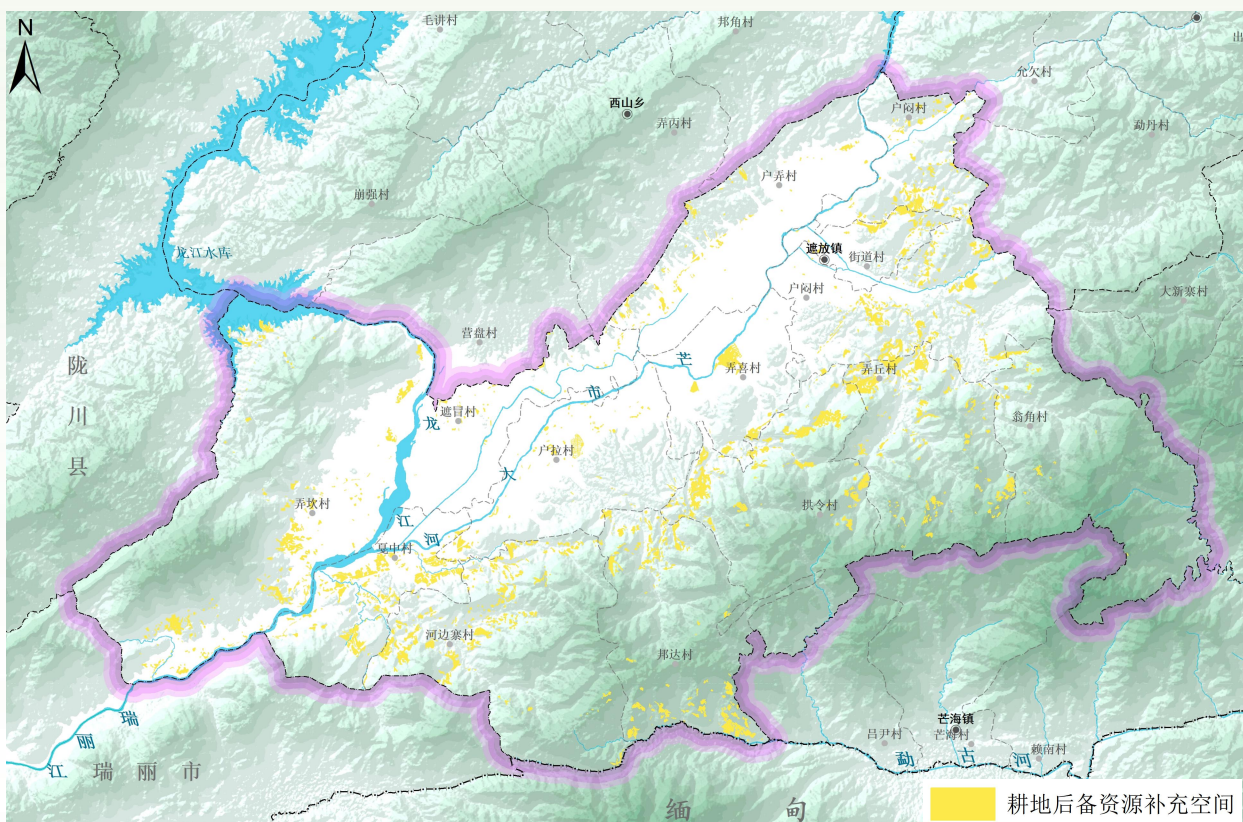 N
毛讲村
邦角村
出
允欠村
西山乡
户闷村
弄丙村
勐丹村
户弄村
崩强村
龙江水库
遮放镇
街道村
大新寨村
户闷村
营盘村
陇川县
芒市大河
弄喜村
弄丘村
遮冒村
翁角村
龙江
户拉村
弄坎村
拱令村
戛中村
河边寨村
邦达村
瑞丽江
芒海镇
吕尹村
芒海村
赖南村
勐古河
瑞丽市
缅甸
耕地后备资源补充空间